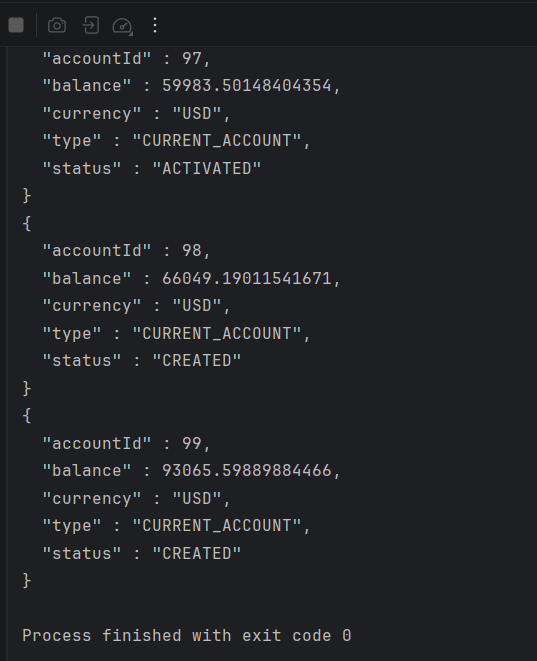 "accountId" : 97,
"balance" : 59983.50148404354,
"currency" : "USD",
"type" : "CURRENT_ACCOUNT",
"status" : "ACTIVATED"
}
{
"accountId" : 98,
"balance" : 66049.19011541671,
"currency" : "USD",
"type" : "CURRENT_ACCOUNT",
"status" : "CREATED"
}
{
"accountId" : 99,
"balance" : 93065.59889884466,
"currency" : "USD",
"type" : "CURRENT_ACCOUNT",
"status" : "CREATED"
}
Process finished with exit code 0